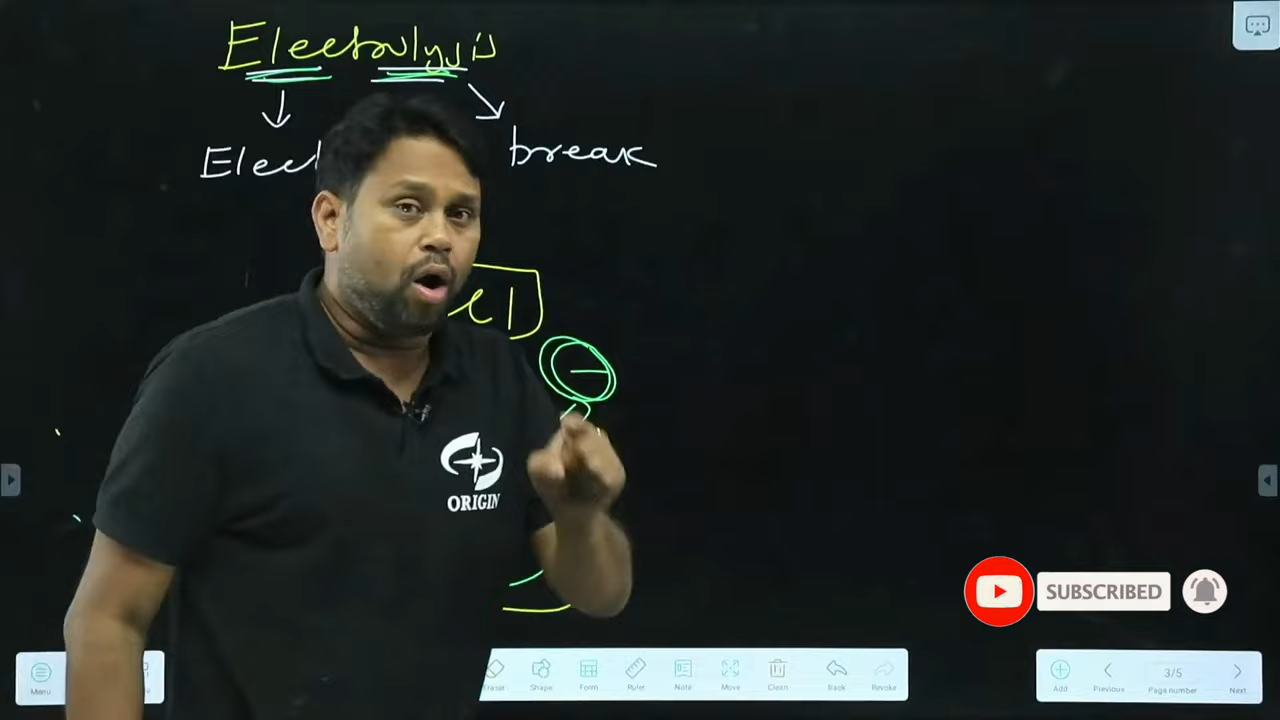 Electrolysis
break
ORIGIN
SUBSCRIBED
Menu
Eraser Shape Form Ruler Note Move Clean Back Revoke
Add Previous 3/5 Page number Next